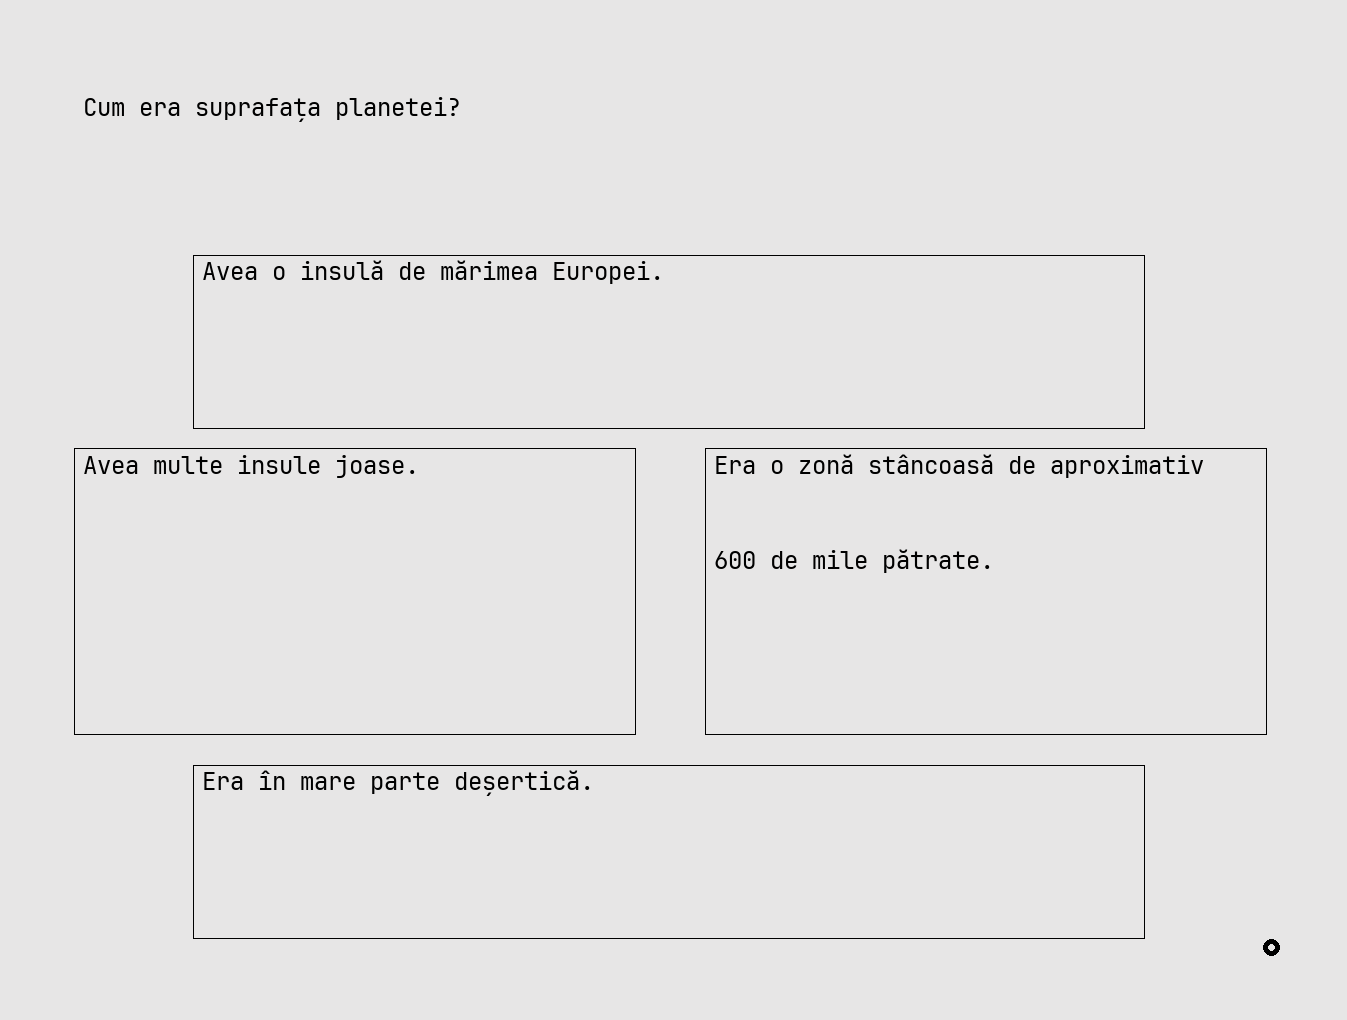 Cum era suprafața planetei?
Avea o insulă de mărimea Europei.
Avea multe insule joase.
Era o zonă stâncoasă de aproximativ
600 de mile pătrate.
Era în mare parte deșertică.